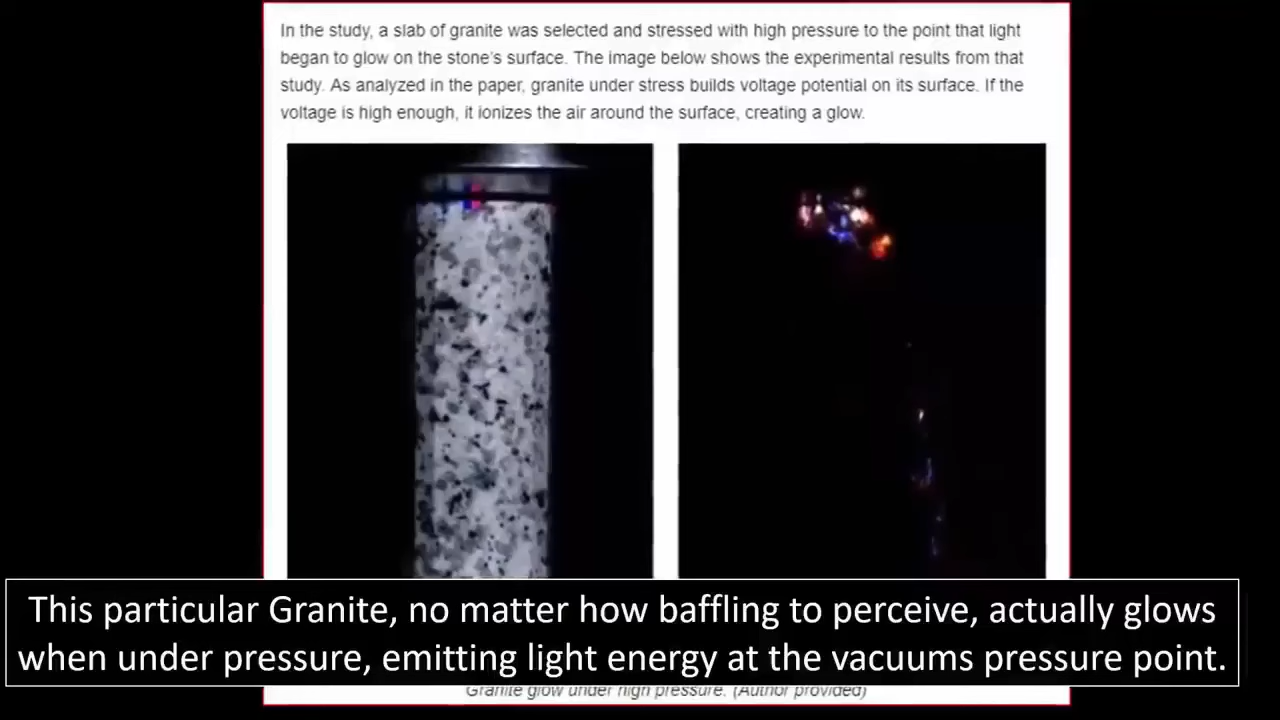 In the study, a slab of granite was selected and stressed with high pressure to the point that light
began to glow on the stone's surface. The image below shows the experimental results from that
study. As analyzed in the paper, granite under stress builds voltage potential on its surface. If the
voltage is high enough, it ionizes the air around the surface, creating a glow.
This particular Granite, no matter how baffling to perceive, actually glows
when under pressure, emitting light energy at the vacuums pressure point.
Granite glow under high pressure. (Author provided)